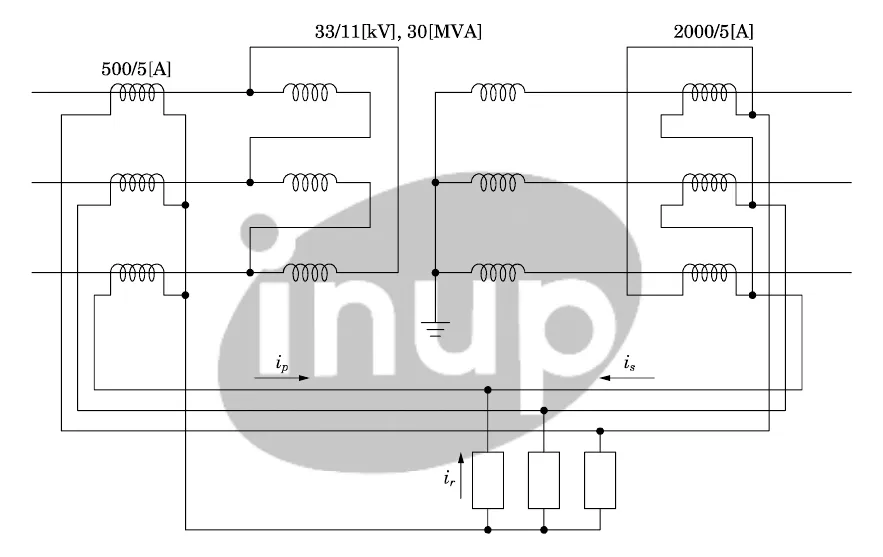 33/11[kV], 30[MVA]
2000/5[A]
500/5[A]
inup
i_p
i_s
i_r